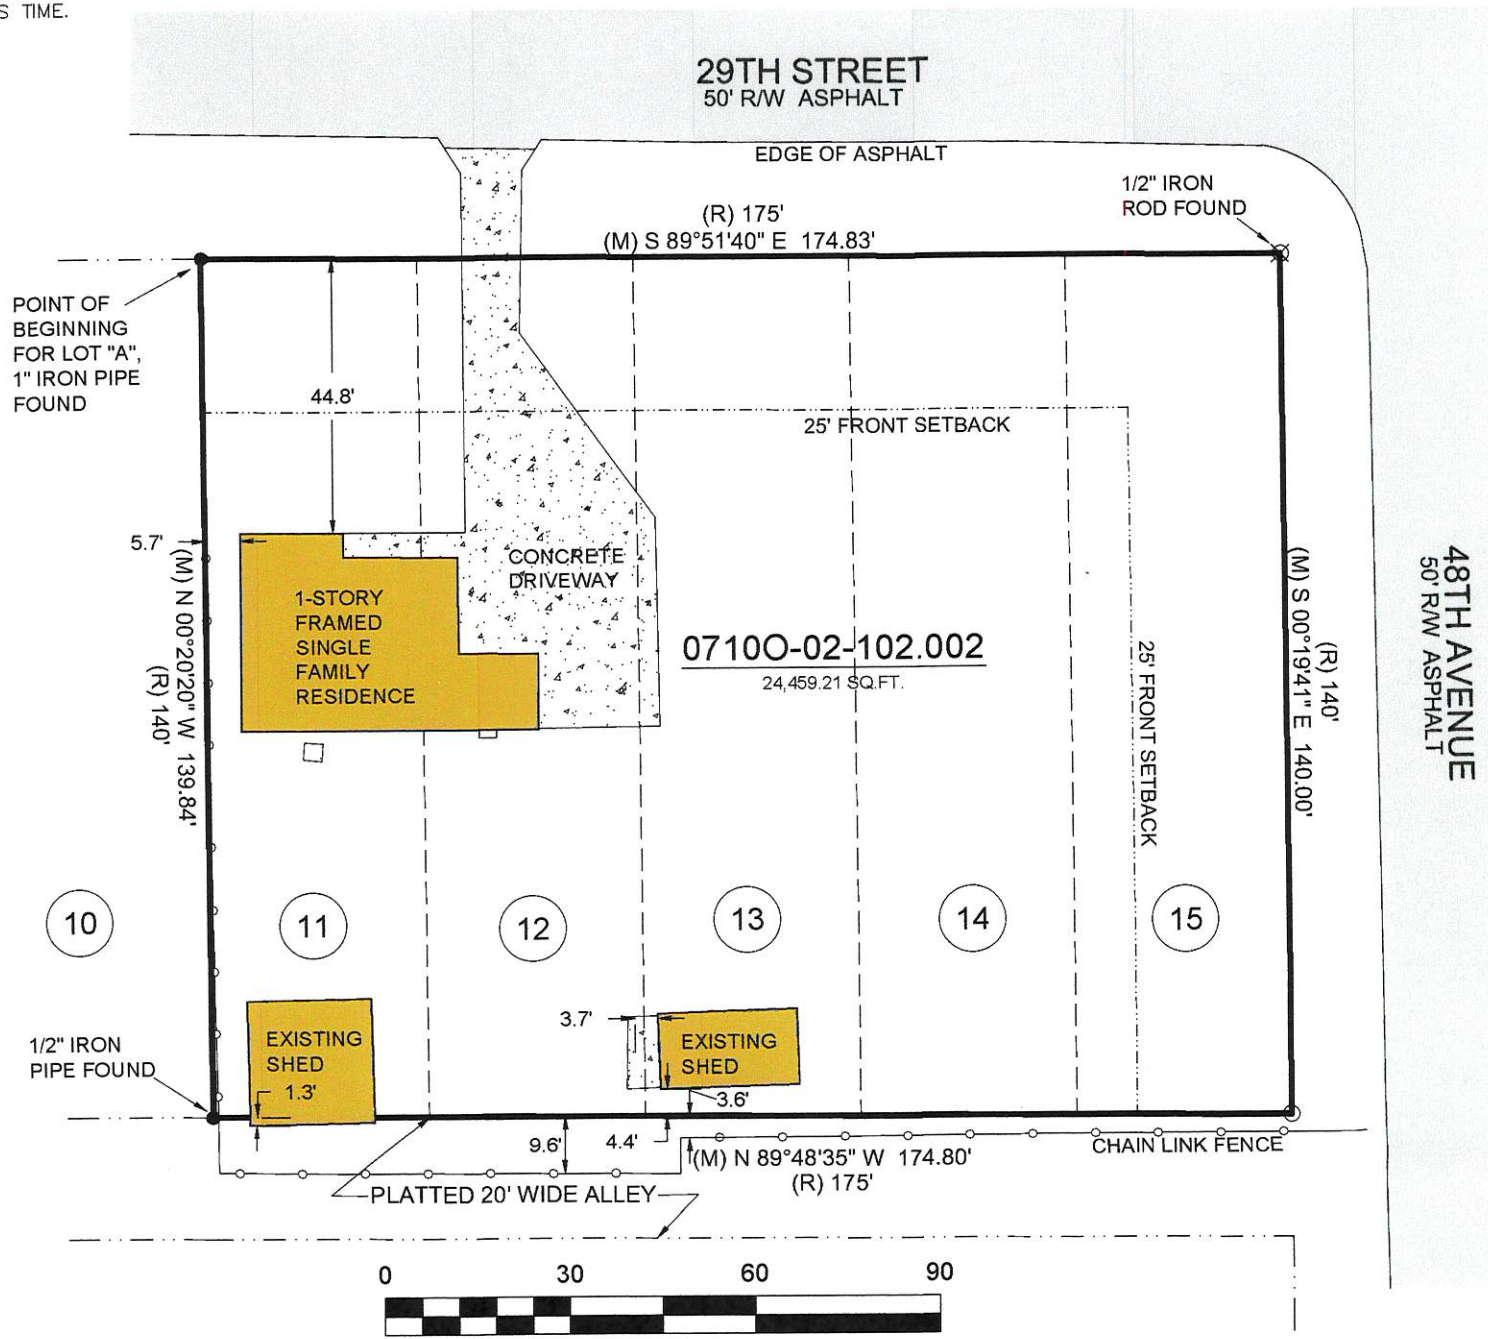 S TIME.
29TH STREET
50' R/W ASPHALT
EDGE OF ASPHALT
1/2" IRON
ROD FOUND
(R) 175'
(M) S 89°51'40" E 174.83'
POINT OF
BEGINNING
FOR LOT "A",
1" IRON PIPE
FOUND
44.8'
25' FRONT SETBACK
5.7'
CONCRETE
DRIVEWAY
1-STORY
FRAMED
SINGLE
FAMILY
RESIDENCE
(M) N 00°20'20" W 139.84'
(R) 140'
0710O-02-102.002
24,459.21 SQ.FT.
25' FRONT SETBACK
(R) 140'
(M) S 00°19'41" E 140.00'
48TH AVENUE
50' R/W ASPHALT
10
11
12
13
14
15
1/2" IRON
PIPE FOUND
EXISTING
SHED
1.3'
3.7'
EXISTING
SHED
3.6'
9.6'
4.4'
(M) N 89°48'35" W 174.80'
(R) 175'
CHAIN LINK FENCE
PLATTED 20' WIDE ALLEY
0 30 60 90